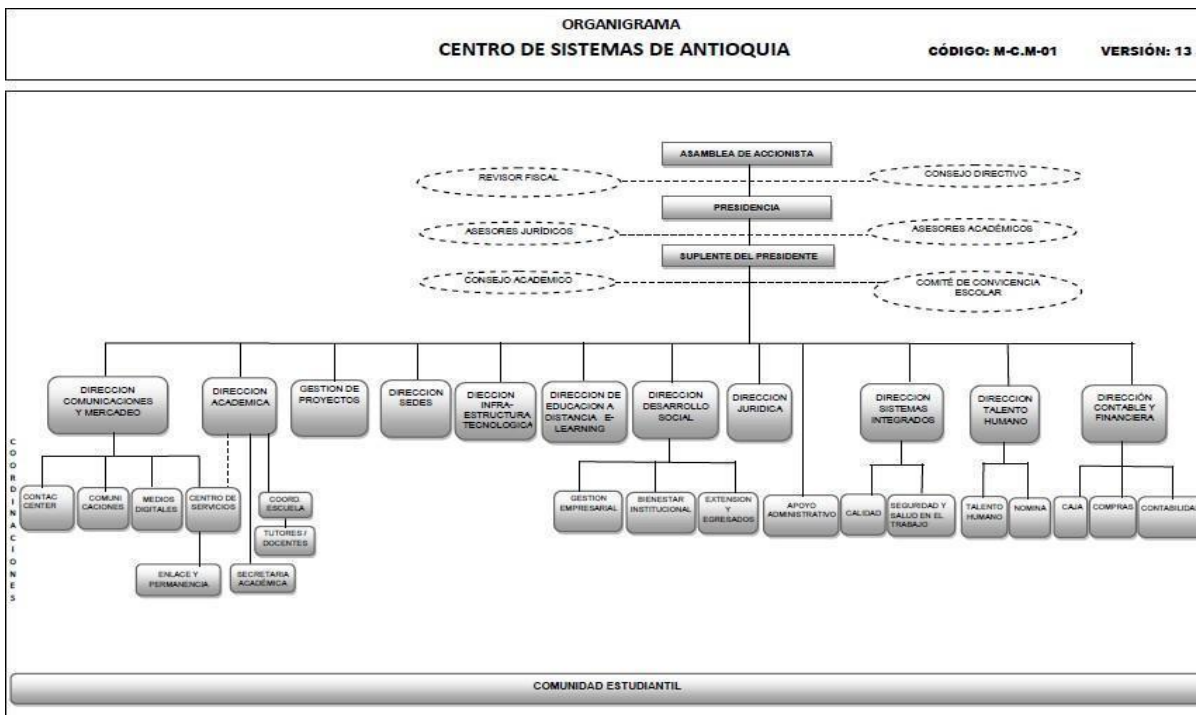 ORGANIGRAMA
CENTRO DE SISTEMAS DE ANTIOQUIA
CÓDIGO: M-C.M-01
VERSIÓN: 13
ASAMBLEA DE ACCIONISTA
REVISOR FISCAL
CONSEJO DIRECTIVO
PRESIDENCIA
ASESORES JURÍDICOS
ASESORES ACADÉMICOS
SUPLENTE DEL PRESIDENTE
CONSEJO ACADEMICO
COMITÉ DE CONVICENCIA
ESCOLAR
DIRECCION
COMUNICACIONES
Y MERCADEO
DIRECCION
ACADEMICA
GESTION DE
PROYECTOS
DIRECCION
SEDES
DIECCION
INFRA-
ESTRUCTURA
TECNOLOGICA
DIRECCION DE
EDUCACION A
DISTANCIA E-
LEARNING
DIRECCION
DESARROLLO
SOCIAL
DIRECCION
JURIDICA
DIRECCION
SISTEMAS
INTEGRADOS
DIRECCION
TALENTO
HUMANO
DIRECCIÓN
CONTABLE Y
FINANCIERA
COORDINACIONES
CONTAC
CENTER
COMUNI
CACIONES
MEDIOS
DIGITALES
CENTRO DE
SERVICIOS
COORD.
ESCUELA
TUTORES /
DOCENTES
ENLACE Y
PERMANENCIA
SECRETARIA
ACADÉMICA
GESTION
EMPRESARIAL
BIENESTAR
INSTITUCIONAL
EXTENSION
Y
EGRESADOS
APOYO
ADMINISTRATIVO
CALIDAD
SEGURIDAD Y
SALUD EN EL
TRABAJO
TALENTO
HUMANO
NOMINA
CAJA
COMPRAS
CONTABILIDAD
COMUNIDAD ESTUDIANTIL